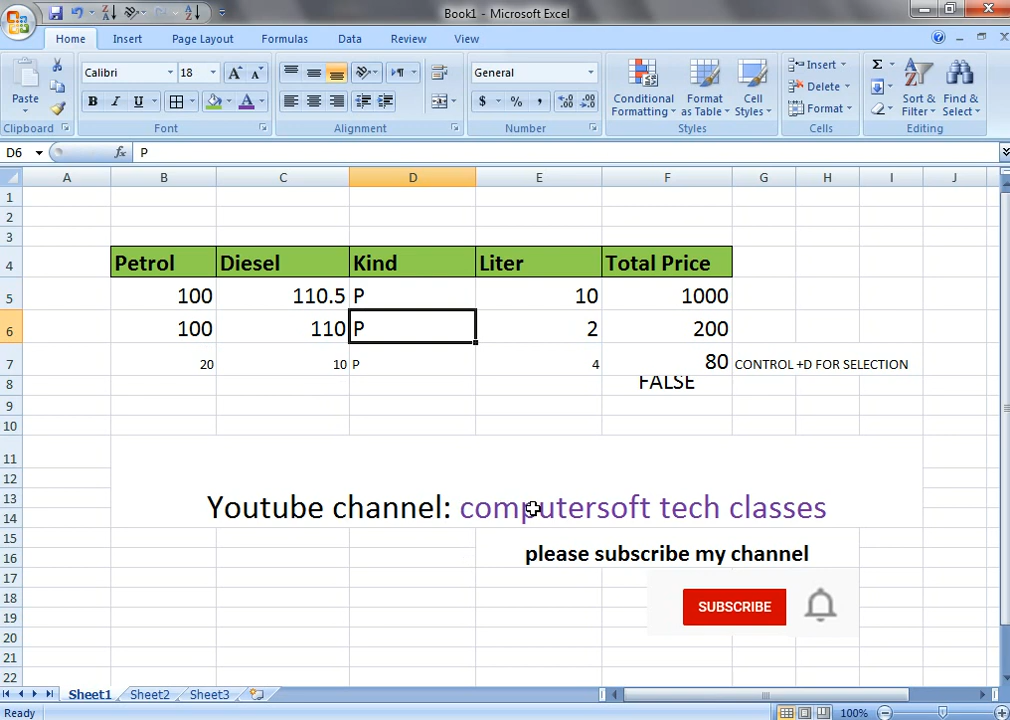 Book1 - Microsoft Excel
Home Insert Page Layout Formulas Data Review View
Paste Calibri 18 General Conditional Formatting Format as Table Cell Styles Insert Delete Format Sort & Filter Find & Select
B I U A $ % , Σ
Clipboard Font Alignment Number Styles Cells Editing
D6 fx P
A B C D E F G H I J
1
2
3
4 Petrol Diesel Kind Liter Total Price
5 100 110.5 P 10 1000
6 100 110 P 2 200
7 20 10 P 4 80 CONTROL +D FOR SELECTION
8 FALSE
9
10
11
12
13 Youtube channel: computersoft tech classes
14
15
16 please subscribe my channel
17
18 SUBSCRIBE
19
20
21
22
Sheet1 Sheet2 Sheet3
Ready 100%